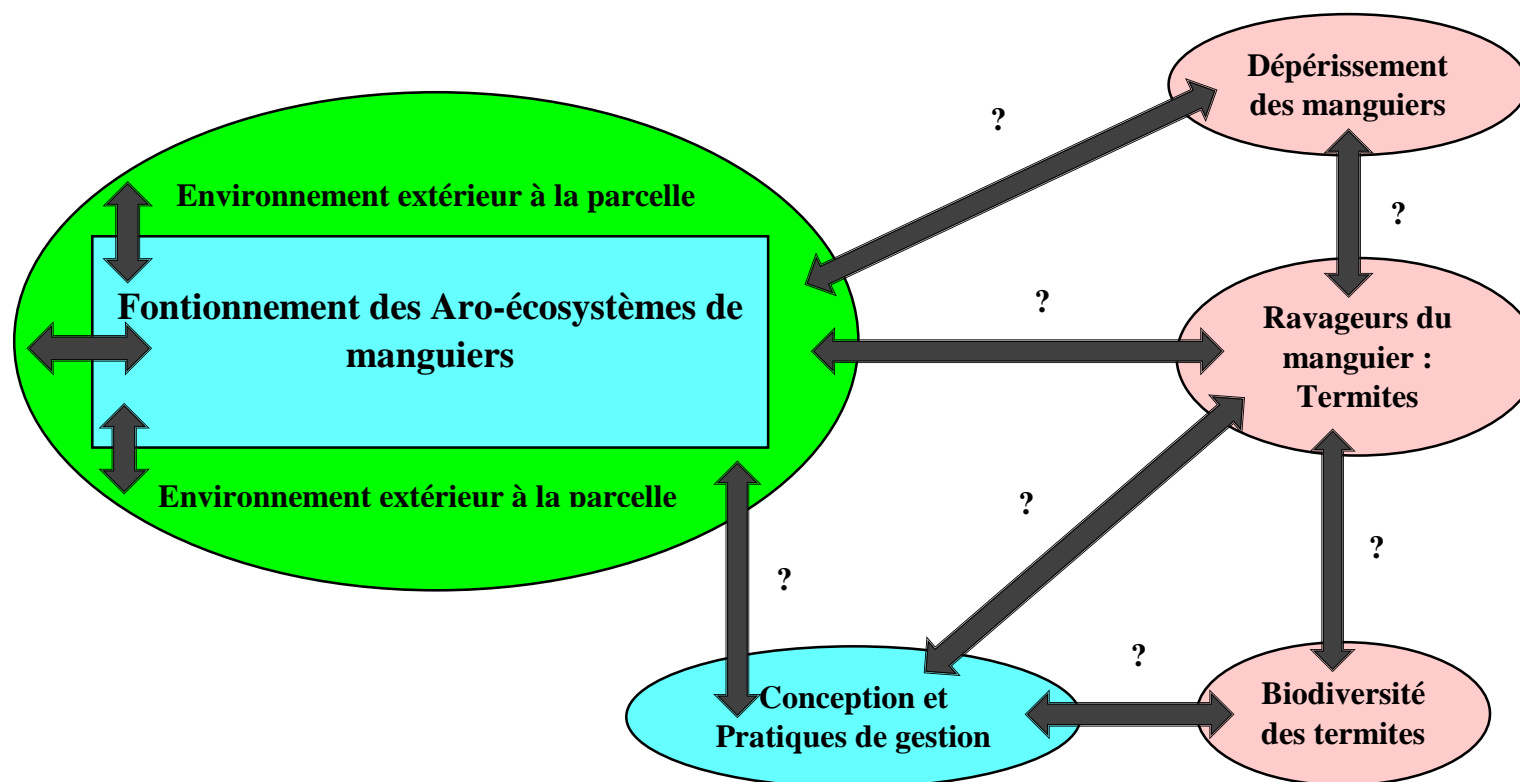 Dépérissement
des manguiers
?
Environnement extérieur à la parcelle
?
Fontionnement des Aro-écosystèmes de
manguiers
?
Ravageurs du
manguier :
Termites
Environnement extérieur à la parcelle
?
?
?
?
Conception et
Pratiques de gestion
Biodiversité
des termites